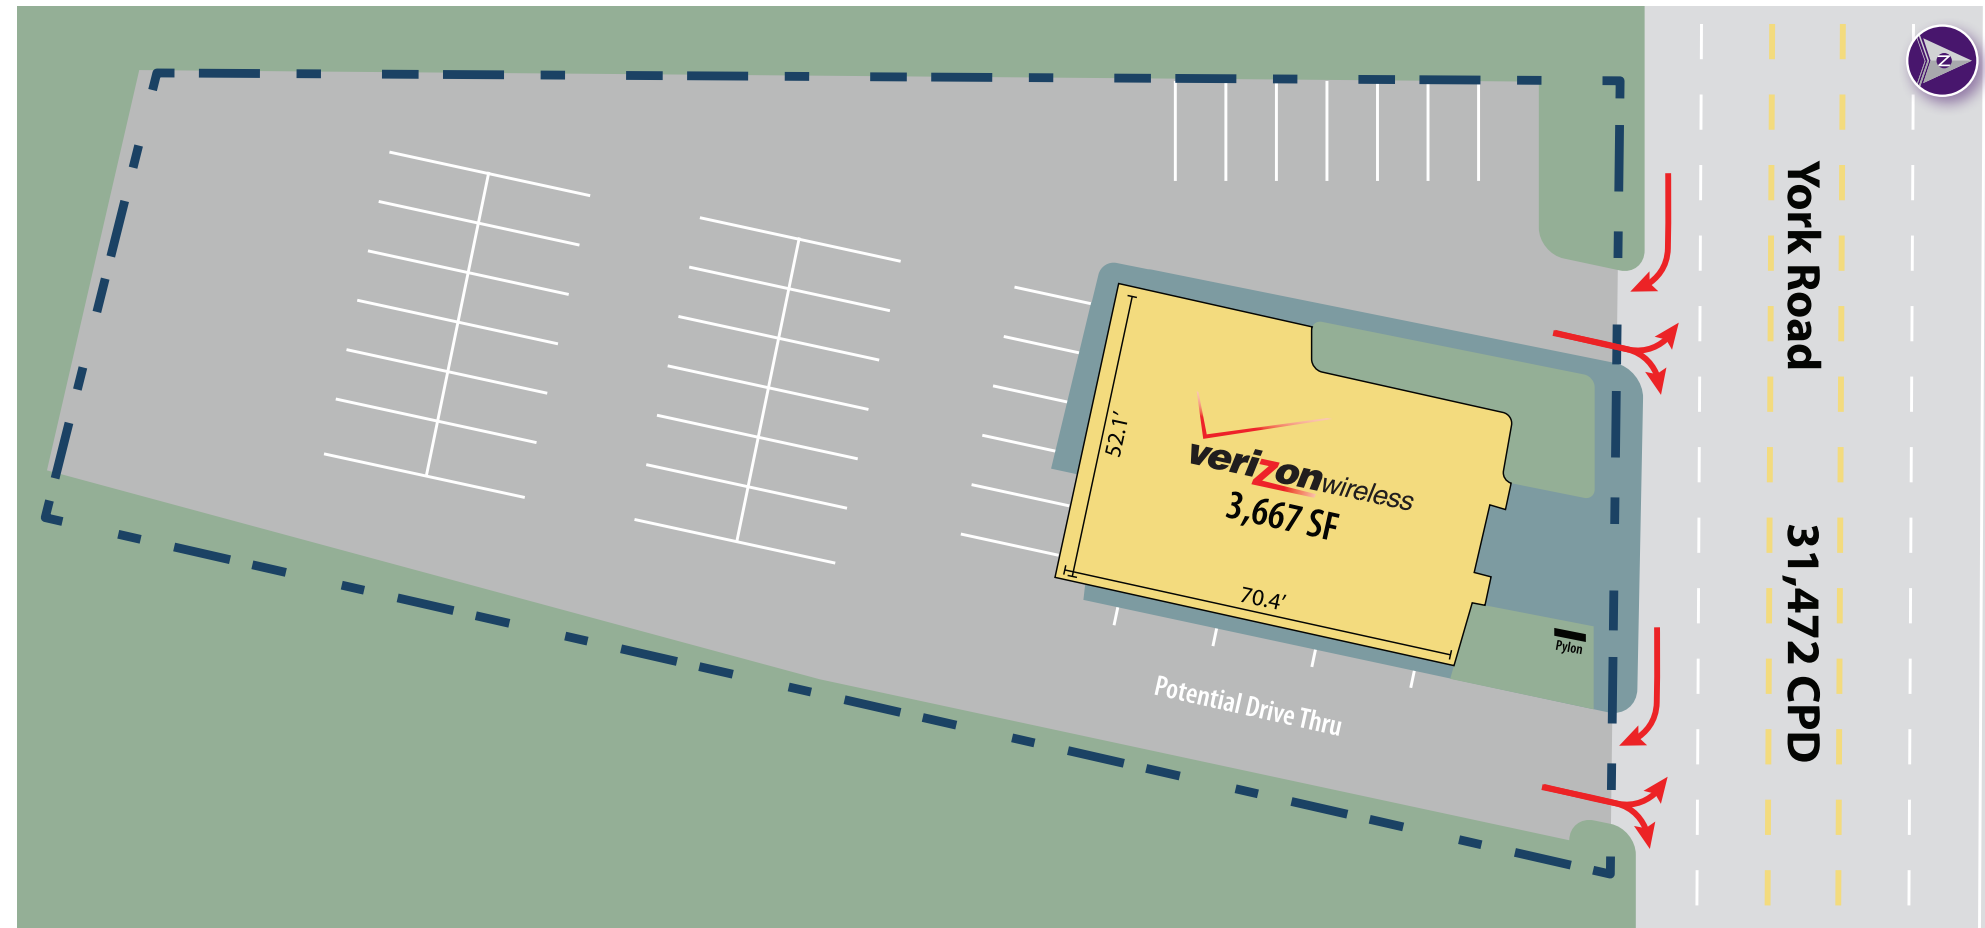 N
York Road
31,472 CPD
52.1’
verizonwireless
3,667 SF
70.4’
Pylon
Potential Drive Thru